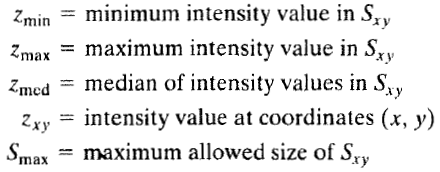 z_min = minimum intensity value in S_xy
z_max = maximum intensity value in S_xy
z_med = median of intensity values in S_xy
z_xy = intensity value at coordinates (x, y)
S_max = maximum allowed size of S_xy